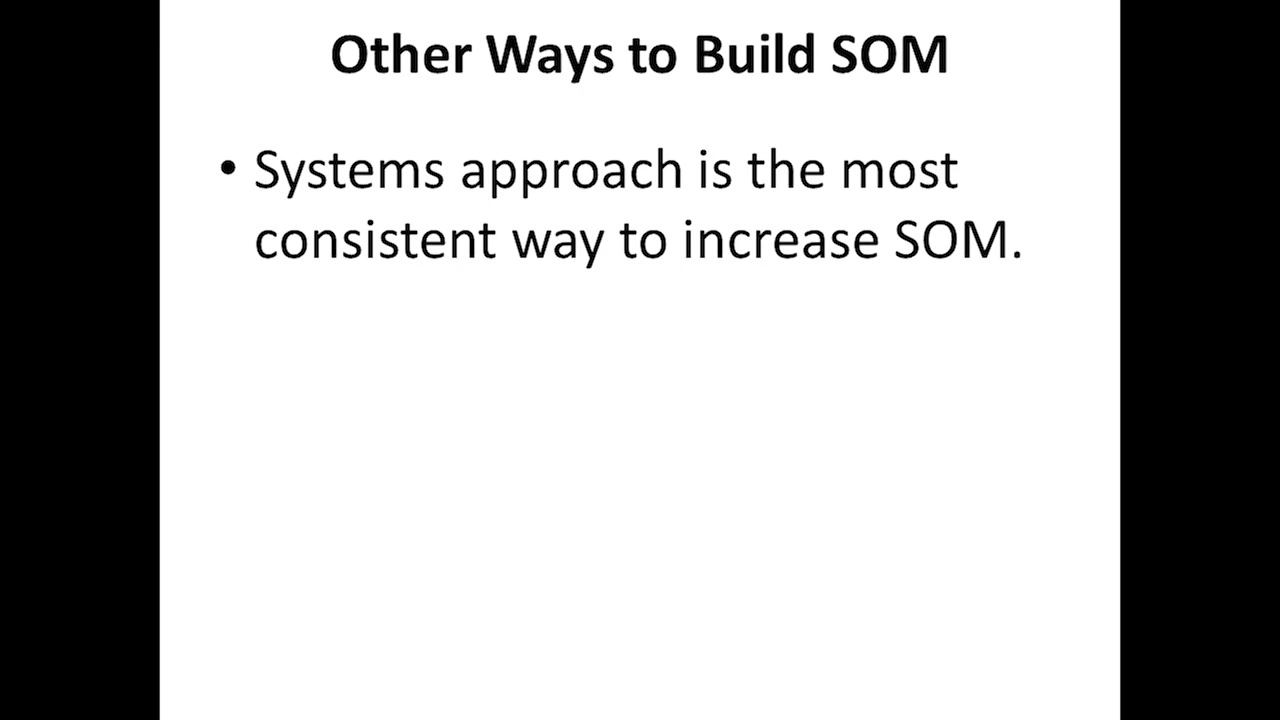 Other Ways to Build SOM
• Systems approach is the most
consistent way to increase SOM.